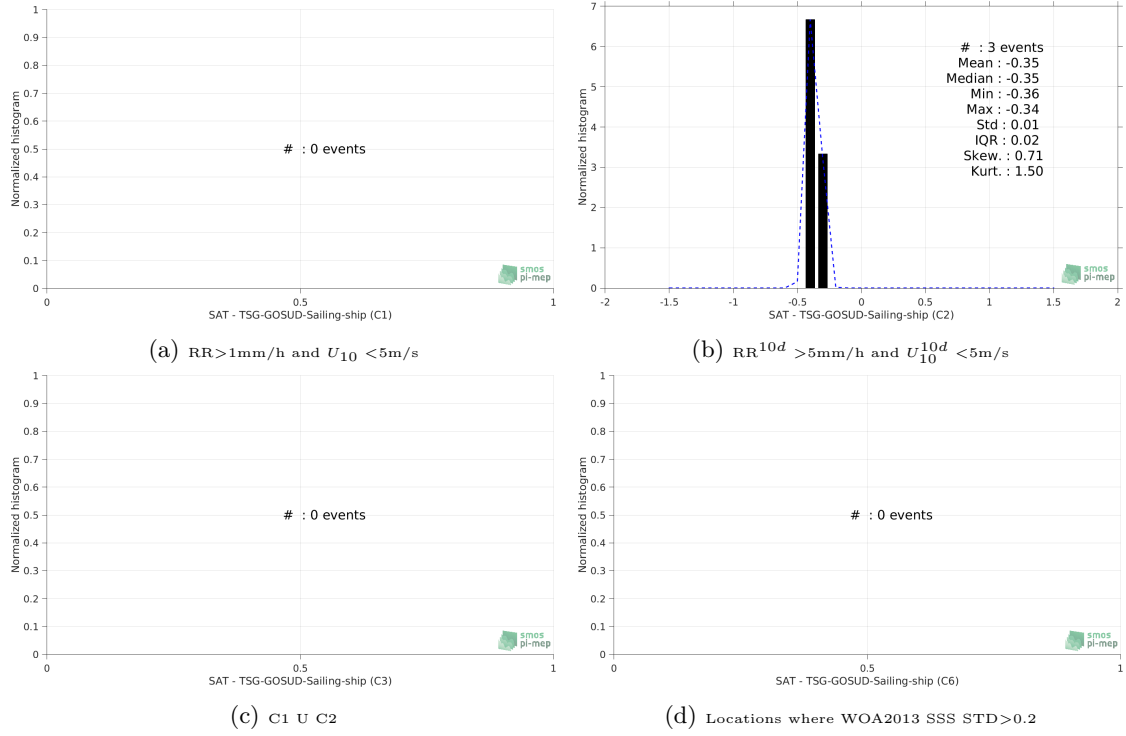 1
0.9
0.8
0.7
0.6
0.5
0.4
0.3
0.2
0.1
0
Normalized histogram
# : 0 events
smos
pi-mep
0 0.5 1
SAT - TSG-GOSUD-Sailing-ship (C1)
(a) RR>1mm/h and U10 <5m/s
7
6
5
4
3
2
1
0
Normalized histogram
# : 3 events
Mean : -0.35
Median : -0.35
Min : -0.36
Max : -0.34
Std : 0.01
IQR : 0.02
Skew. : 0.71
Kurt. : 1.50
smos
pi-mep
-2 -1.5 -1 -0.5 0 0.5 1 1.5 2
SAT - TSG-GOSUD-Sailing-ship (C2)
(b) RR^10d >5mm/h and U_10^10d <5m/s
1
0.9
0.8
0.7
0.6
0.5
0.4
0.3
0.2
0.1
0
Normalized histogram
# : 0 events
smos
pi-mep
0 0.5 1
SAT - TSG-GOSUD-Sailing-ship (C3)
(c) C1 U C2
1
0.9
0.8
0.7
0.6
0.5
0.4
0.3
0.2
0.1
0
Normalized histogram
# : 0 events
smos
pi-mep
0 0.5 1
SAT - TSG-GOSUD-Sailing-ship (C6)
(d) Locations where WOA2013 SSS STD>0.2